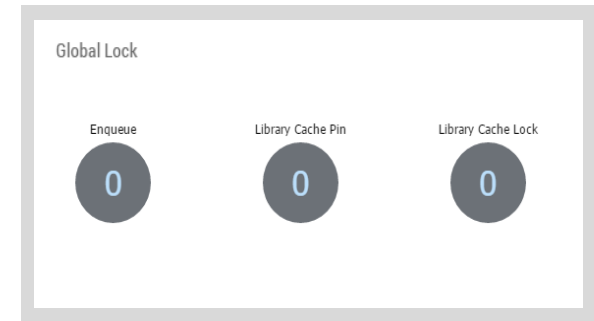 Global Lock
Enqueue
Library Cache Pin
Library Cache Lock
0
0
0